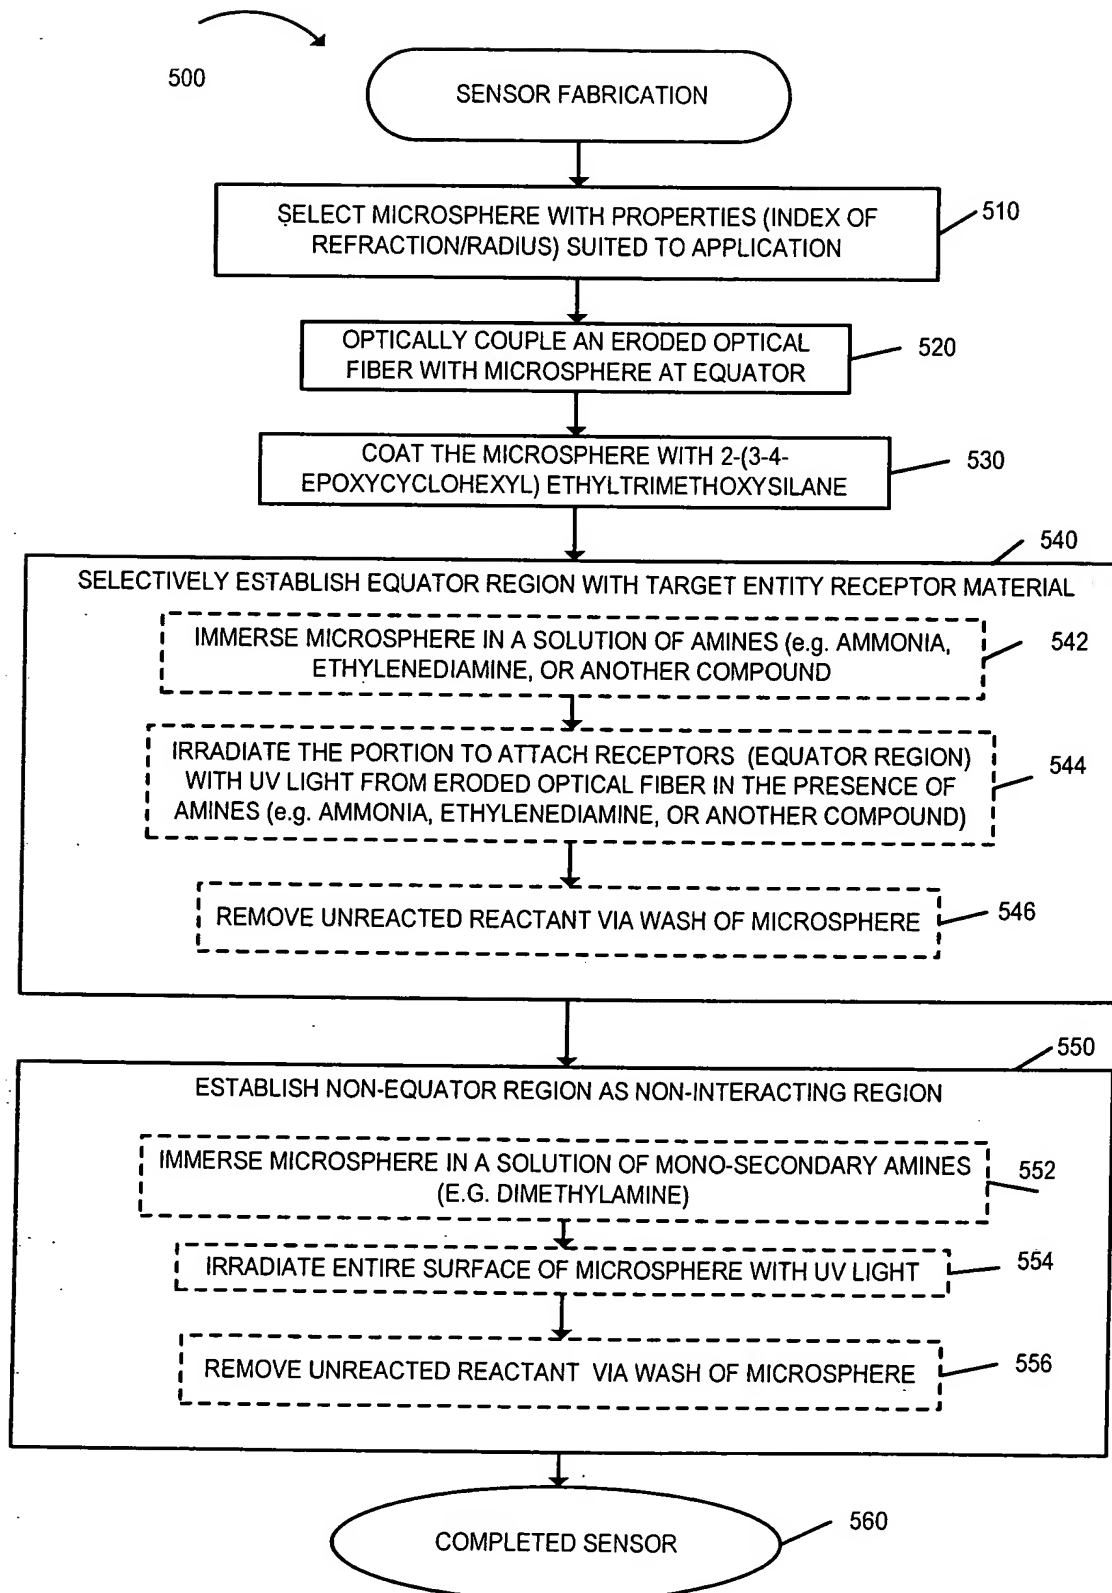 500
SENSOR FABRICATION
SELECT MICROSPHERE WITH PROPERTIES (INDEX OF
REFRACTION/RADIUS) SUITED TO APPLICATION
510
OPTICALLY COUPLE AN ERODED OPTICAL
FIBER WITH MICROSPHERE AT EQUATOR
520
COAT THE MICROSPHERE WITH 2-(3-4-
EPOXYCYCLOHEXYL) ETHYLTRIMETHOXYSILANE
530
540
SELECTIVELY ESTABLISH EQUATOR REGION WITH TARGET ENTITY RECEPTOR MATERIAL
IMMERSE MICROSPHERE IN A SOLUTION OF AMINES (e.g. AMMONIA,
ETHYLENEDIAMINE, OR ANOTHER COMPOUND
542
IRRADIATE THE PORTION TO ATTACH RECEPTORS (EQUATOR REGION)
WITH UV LIGHT FROM ERODED OPTICAL FIBER IN THE PRESENCE OF
AMINES (e.g. AMMONIA, ETHYLENEDIAMINE, OR ANOTHER COMPOUND)
544
REMOVE UNREACTED REACTANT VIA WASH OF MICROSPHERE
546
550
ESTABLISH NON-EQUATOR REGION AS NON-INTERACTING REGION
IMMERSE MICROSPHERE IN A SOLUTION OF MONO-SECONDARY AMINES
(E.G. DIMETHYLAMINE)
552
IRRADIATE ENTIRE SURFACE OF MICROSPHERE WITH UV LIGHT
554
REMOVE UNREACTED REACTANT VIA WASH OF MICROSPHERE
556
COMPLETED SENSOR
560